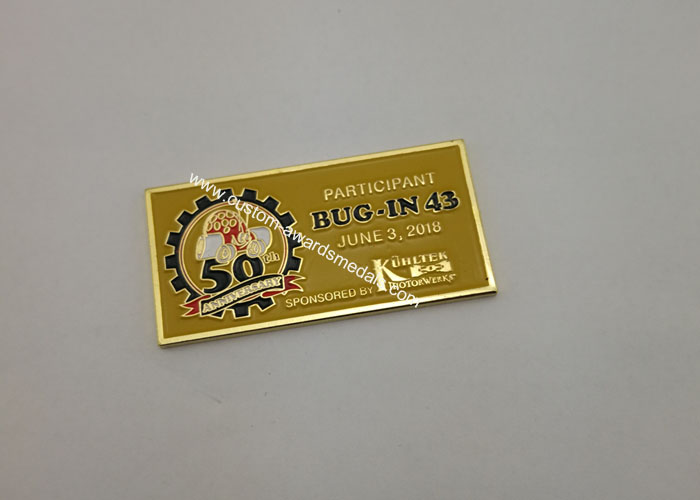 PARTICIPANT
BUG-IN 43
JUNE 3, 2018
SPONSORED BY KÜHLTEK
MOTORWERKS
50th
ANNIVERSARY
www.custom-awardsmedals.com